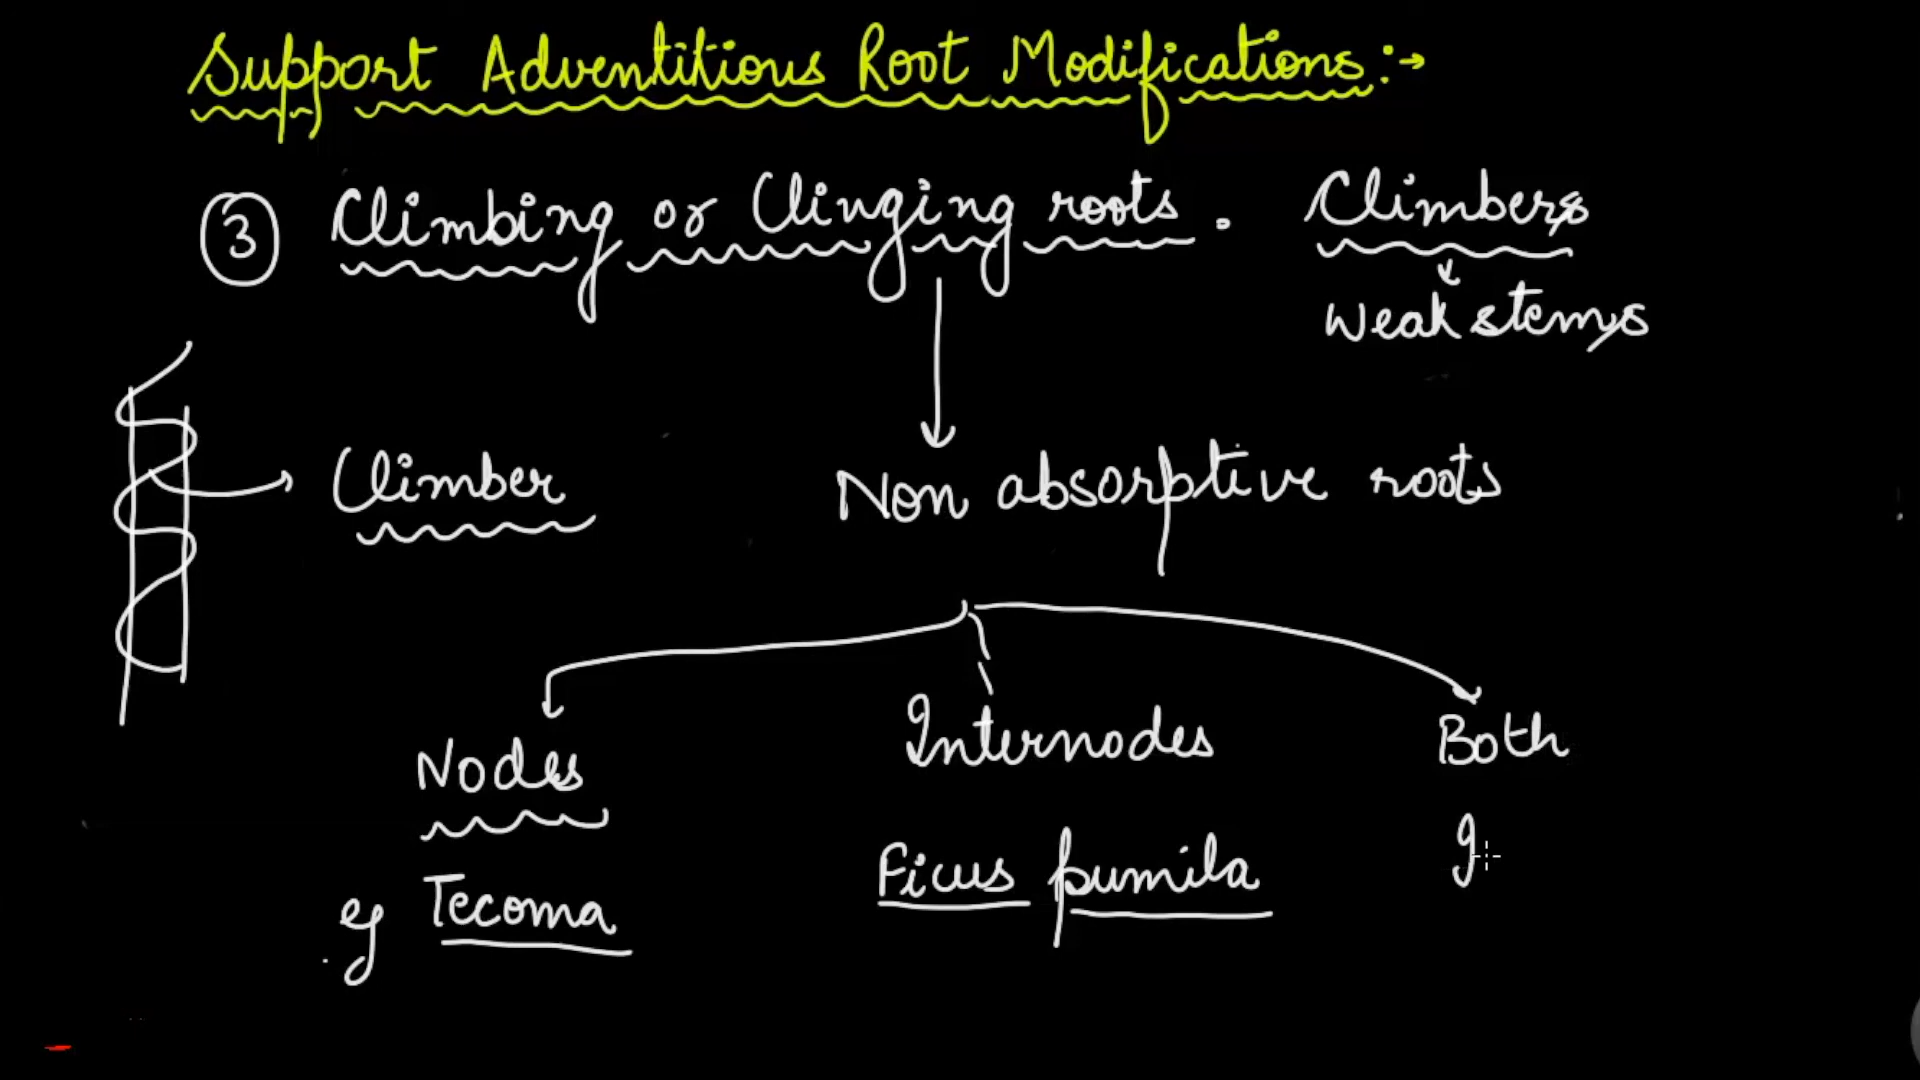 Support Adventitious Root Modifications:→
③ Climbing or Clinging roots. Climbers
Weak stems
Climber
Non absorptive roots
Nodes Internodes Both
eg Tecoma Ficus pumila I